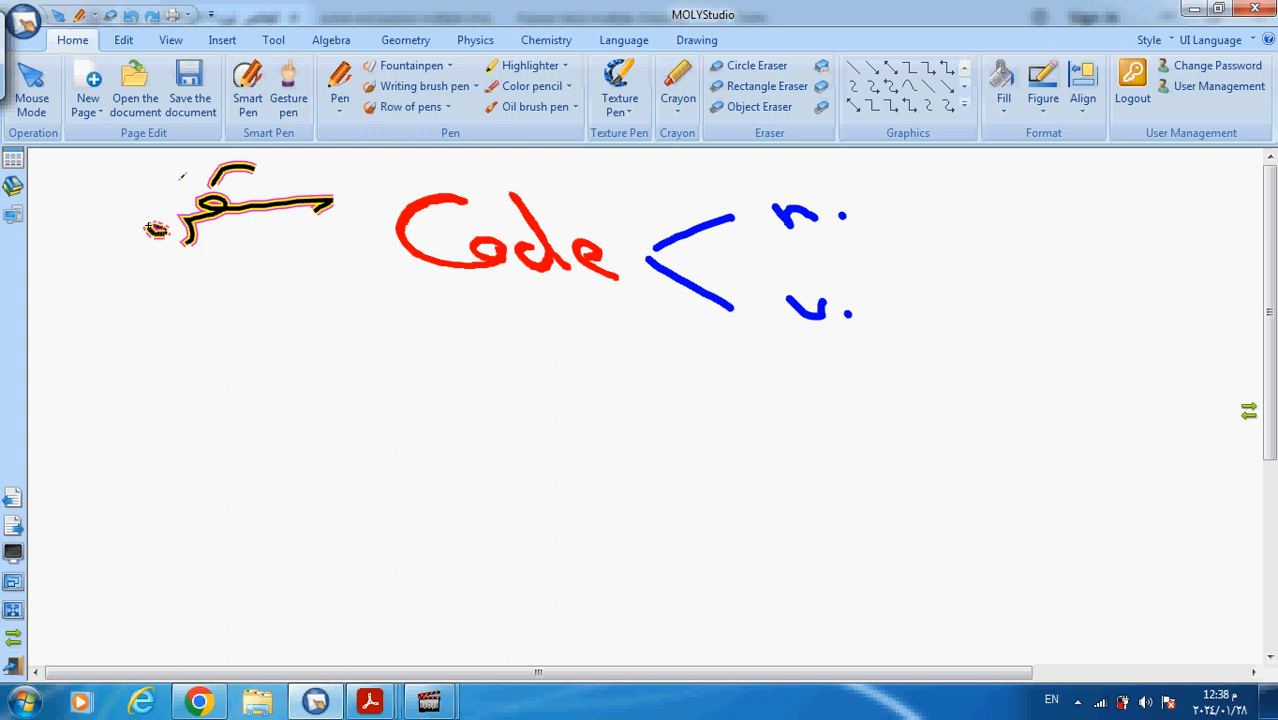 MOLYStudio
Home Edit View Insert Tool Algebra Geometry Physics Chemistry Language Drawing Style UI Language
Mouse Mode
Operation
New Page
Open the document
Save the document
Page Edit
Smart Pen
Gesture pen
Smart Pen
Pen
Fountainpen
Writing brush pen
Row of pens
Highlighter
Color pencil
Oil brush pen
Pen
Texture Pen
Texture Pen
Crayon
Crayon
Circle Eraser
Rectangle Eraser
Object Eraser
Eraser
Graphics
Fill
Figure
Align
Format
Logout
Change Password
User Management
User Management
Code
n.
v.
EN
12:38 م
٢٠٢٤/٠١/٢٨